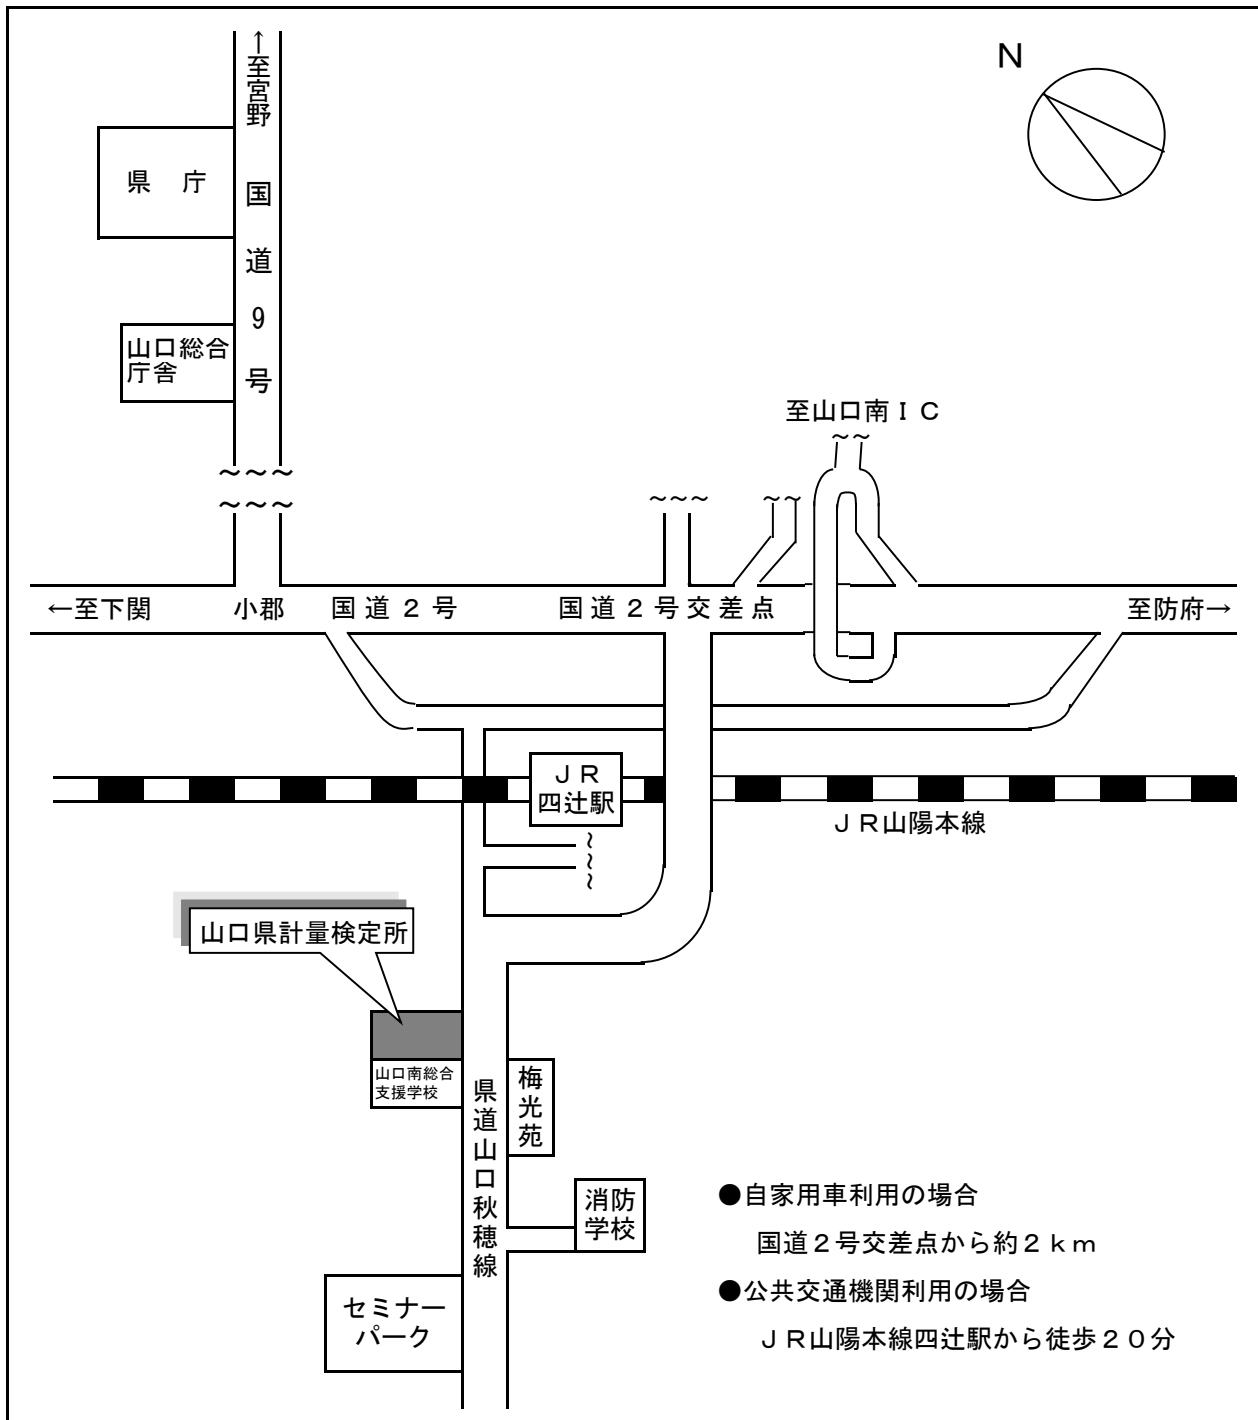 N
↑至宮野
国道9号
県 庁
山口総合
庁舎
~~~
~~~
至山口南IC
~~
~~~
~~
←至下関
小郡
国道2号
国道2号交差点
至防府→
JR
四辻駅
JR山陽本線
~~~
山口県計量検定所
山口南総合
支援学校
県道山口秋穂線
梅光苑
消防
学校
セミナー
パーク
●自家用車利用の場合
国道2号交差点から約2km
●公共交通機関利用の場合
JR山陽本線四辻駅から徒歩20分